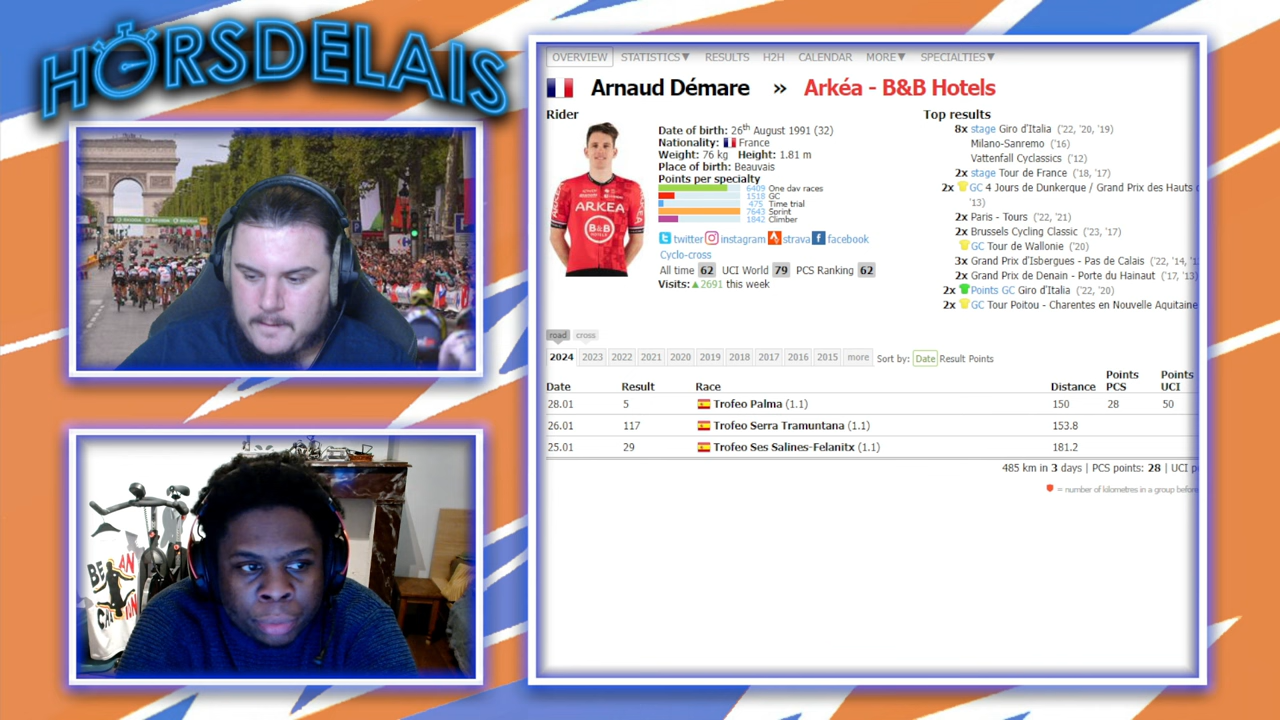 HORSDELAIS
OVERVIEW STATISTICS▼ RESULTS H2H CALENDAR MORE▼ SPECIALTIES▼
Arnaud Démare » Arkéa - B&B Hotels
Rider
Date of birth: 26th August 1991 (32)
Nationality: France
Weight: 76 kg Height: 1.81 m
Place of birth: Beauvais
Points per specialty
6409 One day races
1518 GC
475 Time trial
7643 Sprint
1842 Climber
twitter instagram strava facebook
Cyclo-cross
All time 62 UCI World 79 PCS Ranking 62
Visits: ▲2691 this week
ARKEA
B&B
HOTELS
Top results
8x stage Giro d'Italia ('22, '20, '19)
Milano-Sanremo ('16)
Vattenfall Cyclassics ('12)
2x stage Tour de France ('18, '17)
2x GC 4 Jours de Dunkerque / Grand Prix des Hauts
'13)
2x Paris - Tours ('22, '21)
2x Brussels Cycling Classic ('23, '17)
GC Tour de Wallonie ('20)
3x Grand Prix d'Isbergues - Pas de Calais ('22, '14,
2x Grand Prix de Denain - Porte du Hainaut ('17, '13)
2x Points GC Giro d'Italia ('22, '20)
2x GC Tour Poitou - Charentes en Nouvelle Aquitaine
road cross
2024 2023 2022 2021 2020 2019 2018 2017 2016 2015 more Sort by: Date Result Points
Date Result Race Distance Points PCS Points UCI
28.01 5 Trofeo Palma (1.1) 150 28 50
26.01 117 Trofeo Serra Tramuntana (1.1) 153.8
25.01 29 Trofeo Ses Salines-Felanitx (1.1) 181.2
485 km in 3 days | PCS points: 28 | UCI
= number of kilometres in a group before